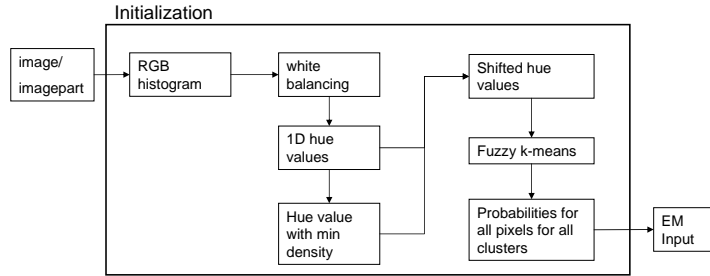 Initialization
image/
imagepart
RGB
histogram
white
balancing
1D hue
values
Hue value
with min
density
Shifted hue
values
Fuzzy k-means
Probabilities for
all pixels for all
clusters
EM
Input